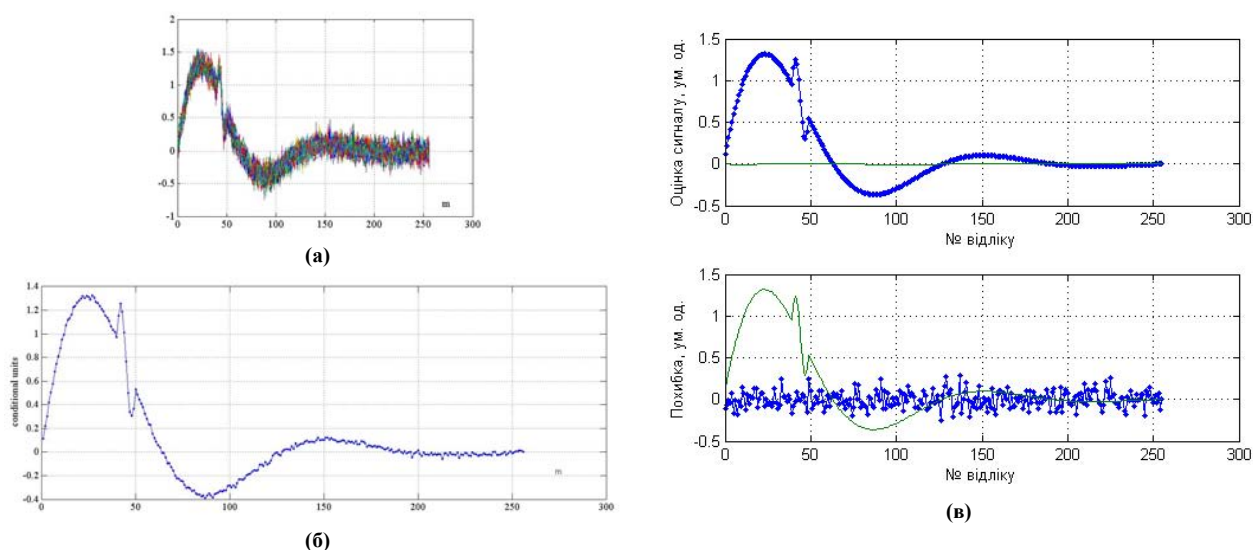 2
1.5
1
0.5
0
-0.5
-1
0 50 100 150 200 250 300
m
(а)
conditional units
1.4
1.2
1
0.8
0.6
0.4
0.2
0
-0.2
-0.4
0 50 100 150 200 250 300
m
(б)
Оцінка сигналу, ум. од.
1.5
1
0.5
0
-0.5
0 50 100 150 200 250 300
№ відліку
Похибка, ум. од.
1.5
1
0.5
0
-0.5
0 50 100 150 200 250 300
№ відліку
(в)